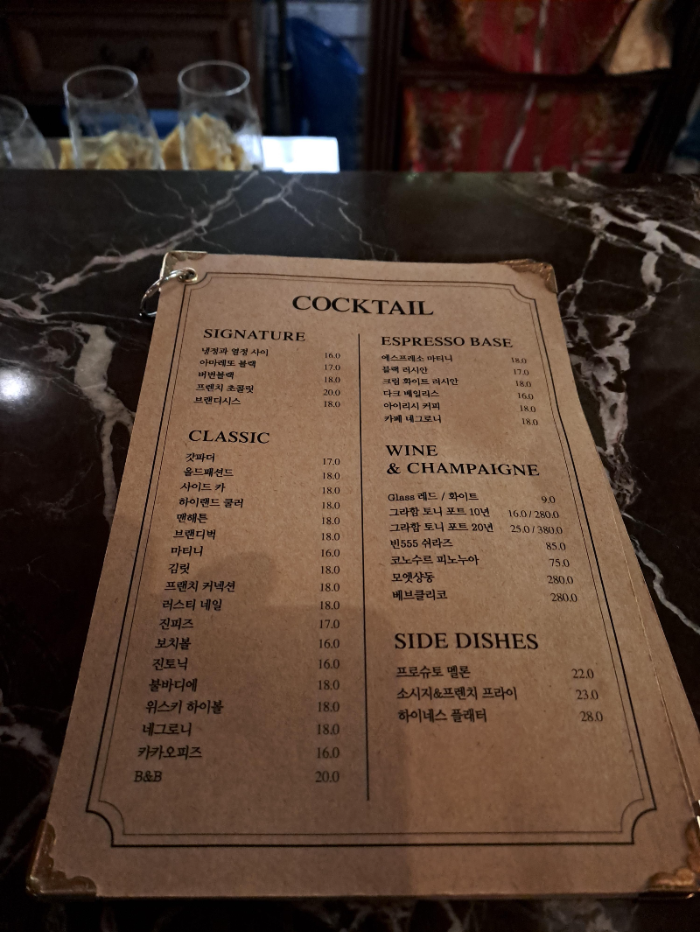 COCKTAIL
SIGNATURE
냉정과 열정 사이 16.0
아마레또 블랙 17.0
버번블랙 18.0
프렌치 초콜릿 20.0
브랜디시스 18.0
CLASSIC
갓파더 17.0
올드패션드 18.0
사이드 카 18.0
하이랜드 쿨러 18.0
맨해튼 18.0
브랜디벅 18.0
마티니 16.0
김릿 18.0
프랜치 커넥션 18.0
러스티 네일 18.0
진피즈 17.0
보치볼 16.0
진토닉 16.0
불바디에 18.0
위스키 하이볼 18.0
네그로니 18.0
카카오피즈 16.0
B&B 20.0
ESPRESSO BASE
에스프레소 마티니 18.0
블랙 러시안 17.0
크림 화이트 러시안 18.0
다크 베일리스 16.0
아이리시 커피 18.0
카페 네그로니 18.0
WINE
& CHAMPAIGNE
Glass 레드 / 화이트 9.0
그라함 토니 포트 10년 16.0 / 280.0
그라함 토니 포트 20년 25.0 / 380.0
빈555 쉬라즈 85.0
코노수르 피노누아 75.0
모엣샹동 280.0
베브클리코 280.0
SIDE DISHES
프로슈토 멜론 22.0
소시지&프렌치 프라이 23.0
하이네스 플래터 28.0